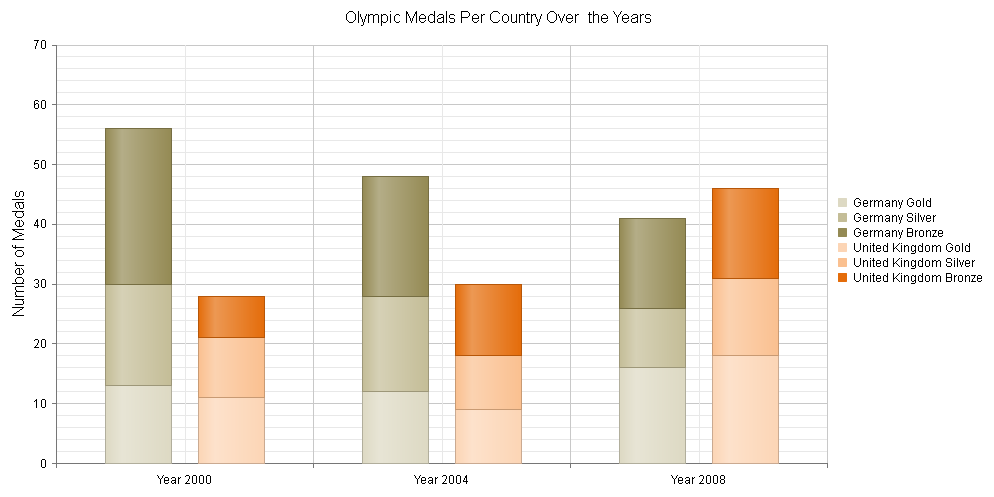 Olympic Medals Per Country Over  the Years
Number of Medals
70
60
50
40
30
20
10
0
Year 2000
Year 2004
Year 2008
Germany Gold
Germany Silver
Germany Bronze
United Kingdom Gold
United Kingdom Silver
United Kingdom Bronze